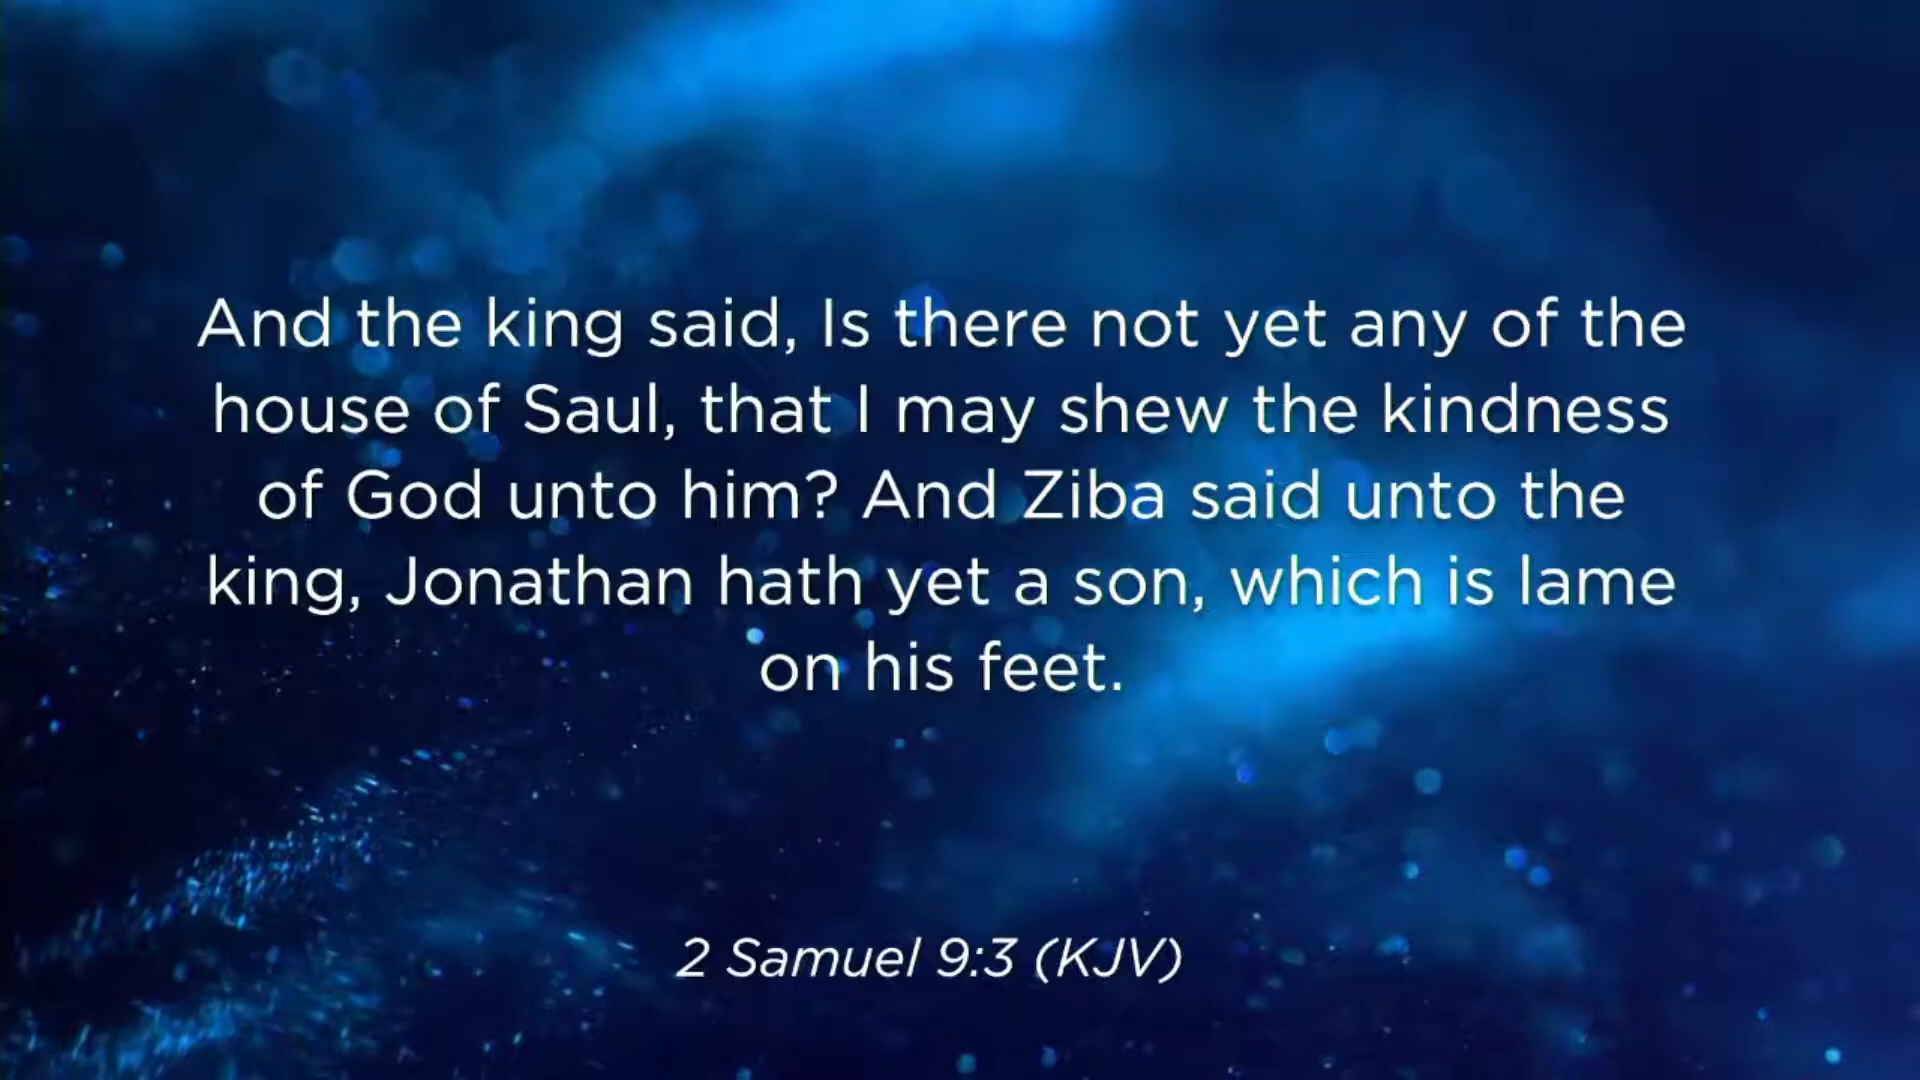 And the king said, Is there not yet any of the
house of Saul, that I may shew the kindness
of God unto him? And Ziba said unto the
king, Jonathan hath yet a son, which is lame
on his feet.
2 Samuel 9:3 (KJV)